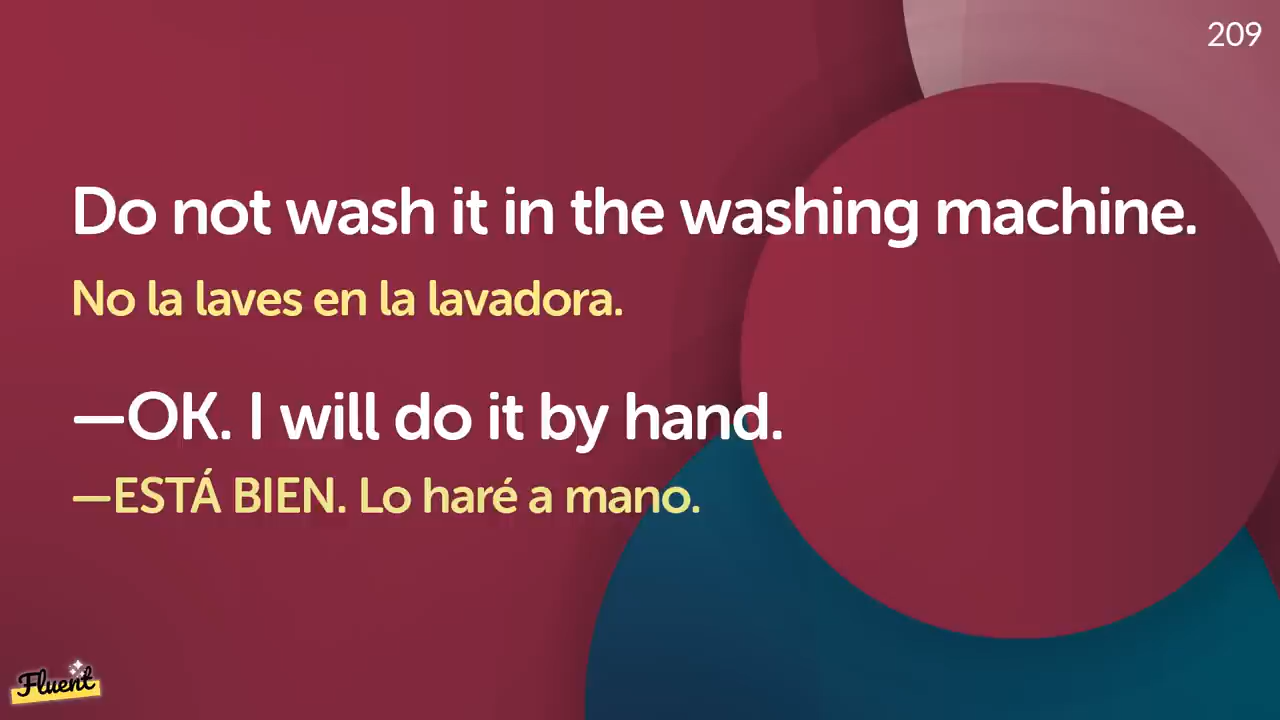 209
Do not wash it in the washing machine.
No la laves en la lavadora.
—OK. I will do it by hand.
—ESTÁ BIEN. Lo haré a mano.
Fluent